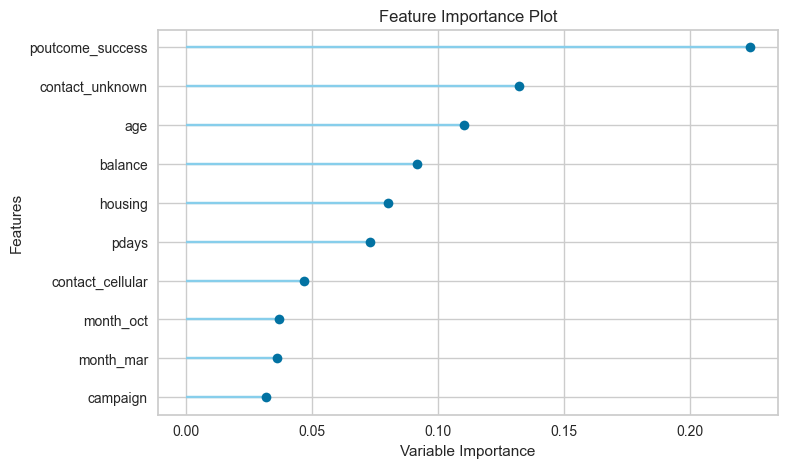 Feature Importance Plot
poutcome_success
contact_unknown
age
balance
housing
pdays
contact_cellular
month_oct
month_mar
campaign
Features
0.00 0.05 0.10 0.15 0.20
Variable Importance